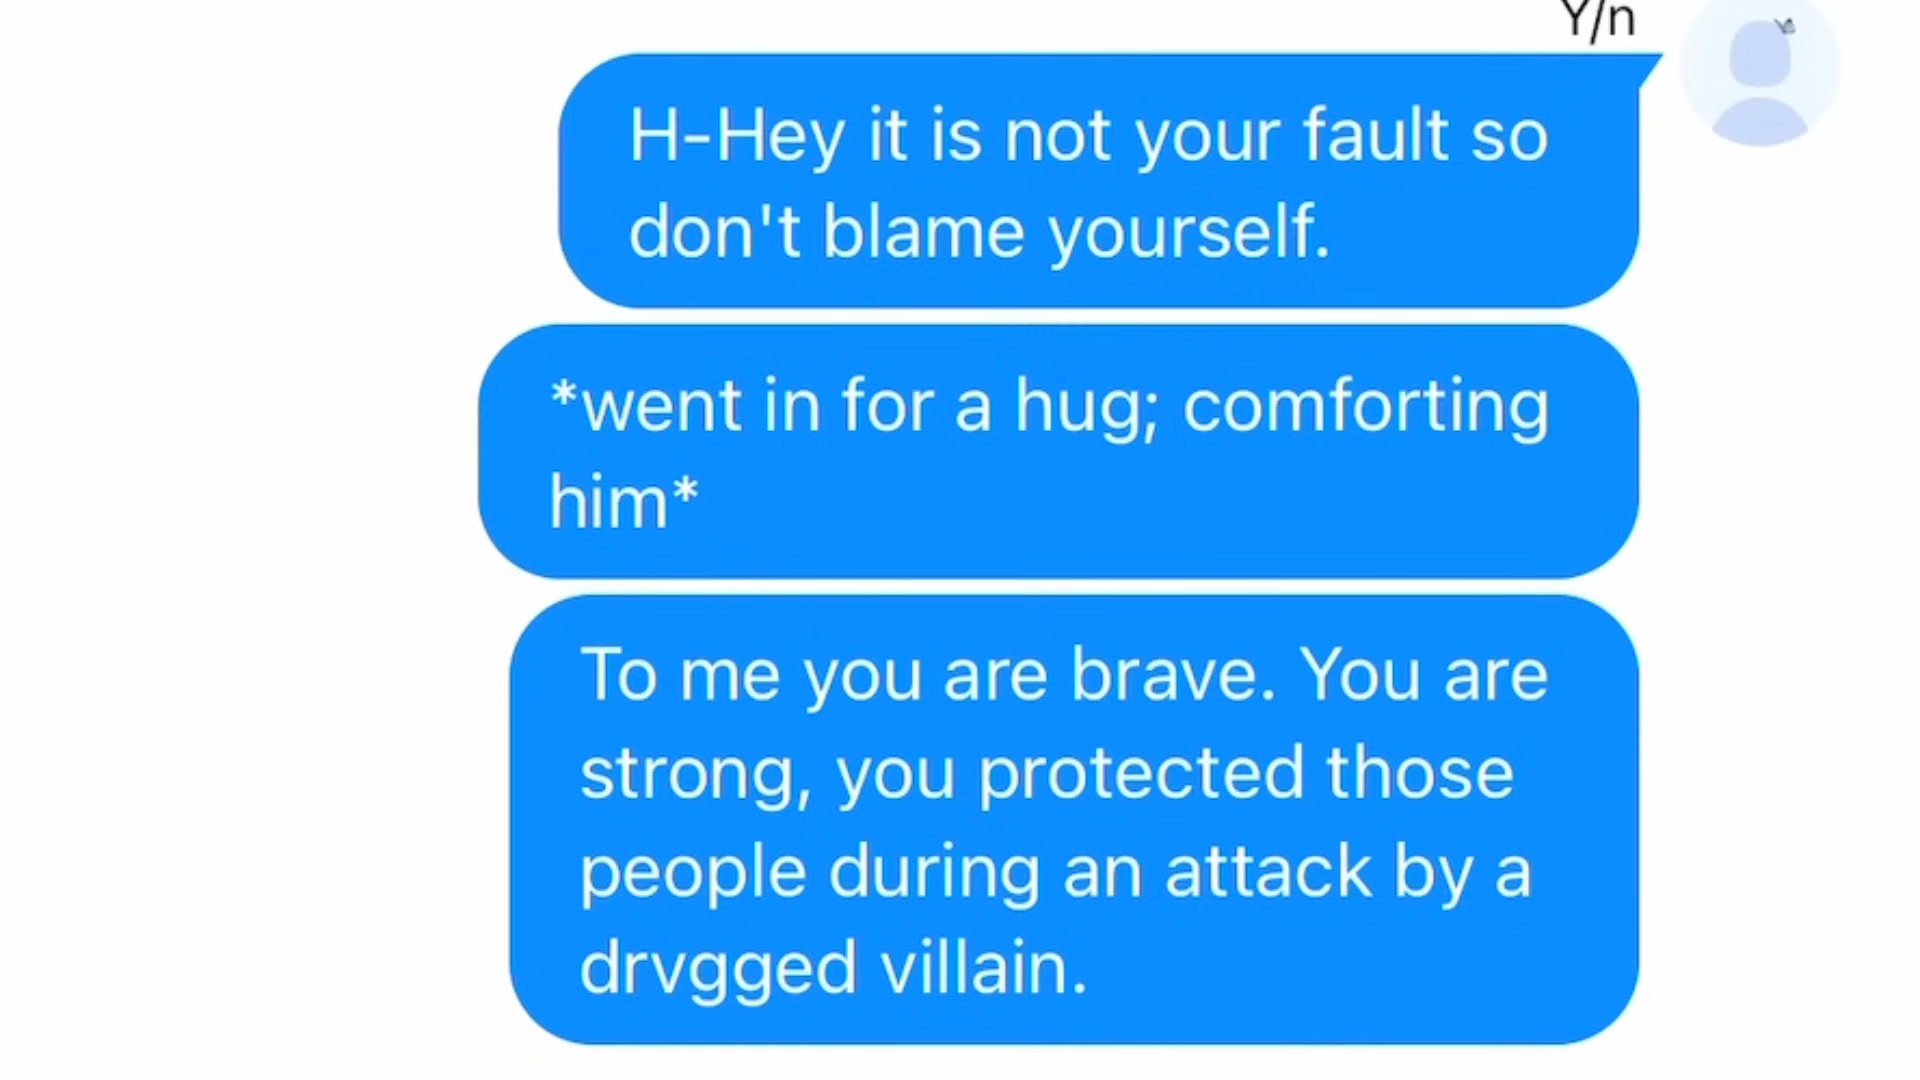 Y/n
H-Hey it is not your fault so
don't blame yourself.
*went in for a hug; comforting
him*
To me you are brave. You are
strong, you protected those
people during an attack by a
drvgged villain.